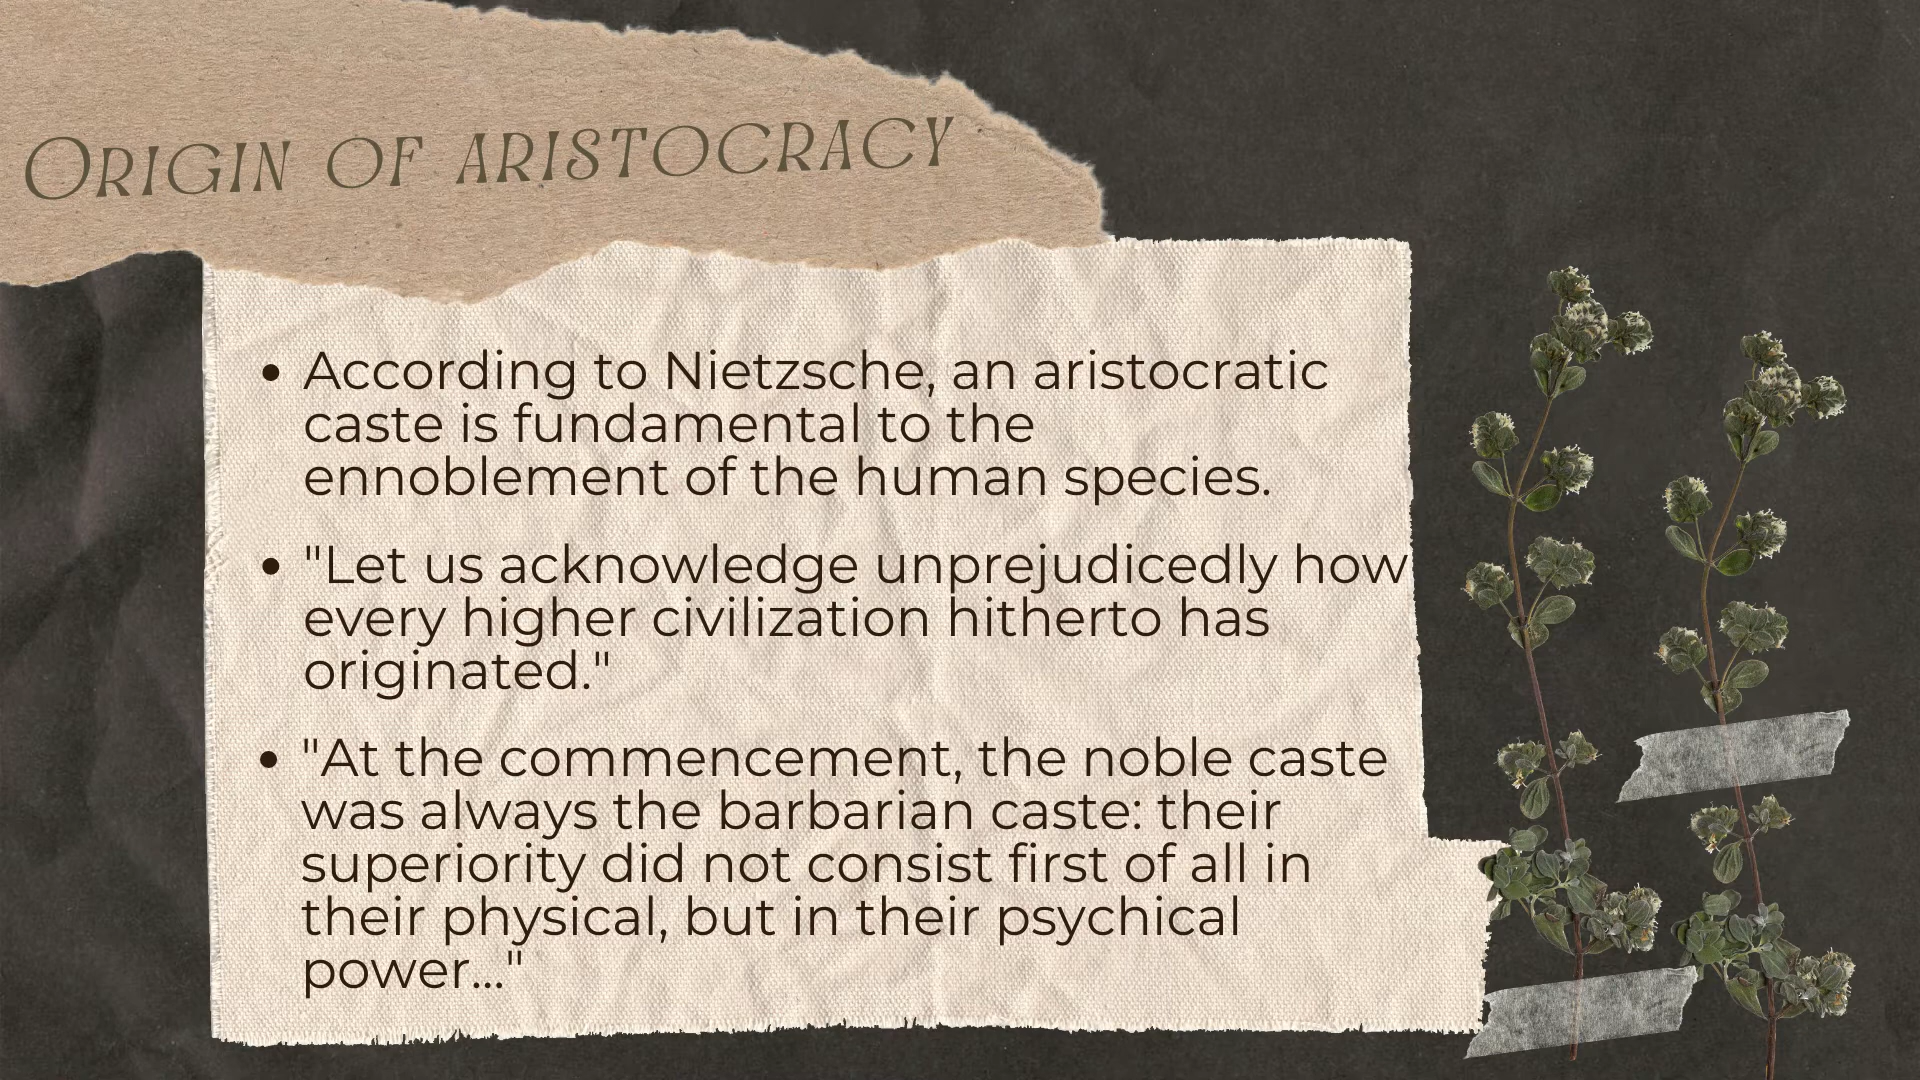 Origin of aristocracy
• According to Nietzsche, an aristocratic
caste is fundamental to the
ennoblement of the human species.
• "Let us acknowledge unprejudicedly how
every higher civilization hitherto has
originated."
• "At the commencement, the noble caste
was always the barbarian caste: their
superiority did not consist first of all in
their physical, but in their psychical
power..."